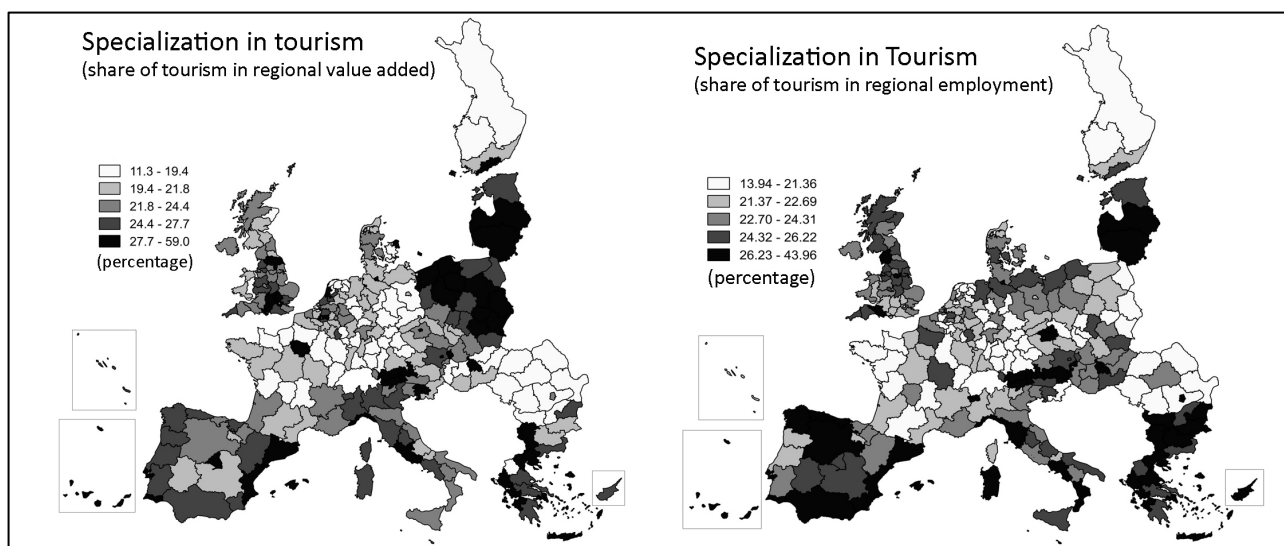 Specialization in tourism
(share of tourism in regional value added)
11.3 - 19.4
19.4 - 21.8
21.8 - 24.4
24.4 - 27.7
27.7 - 59.0
(percentage)
Specialization in Tourism
(share of tourism in regional employment)
13.94 - 21.36
21.37 - 22.69
22.70 - 24.31
24.32 - 26.22
26.23 - 43.96
(percentage)